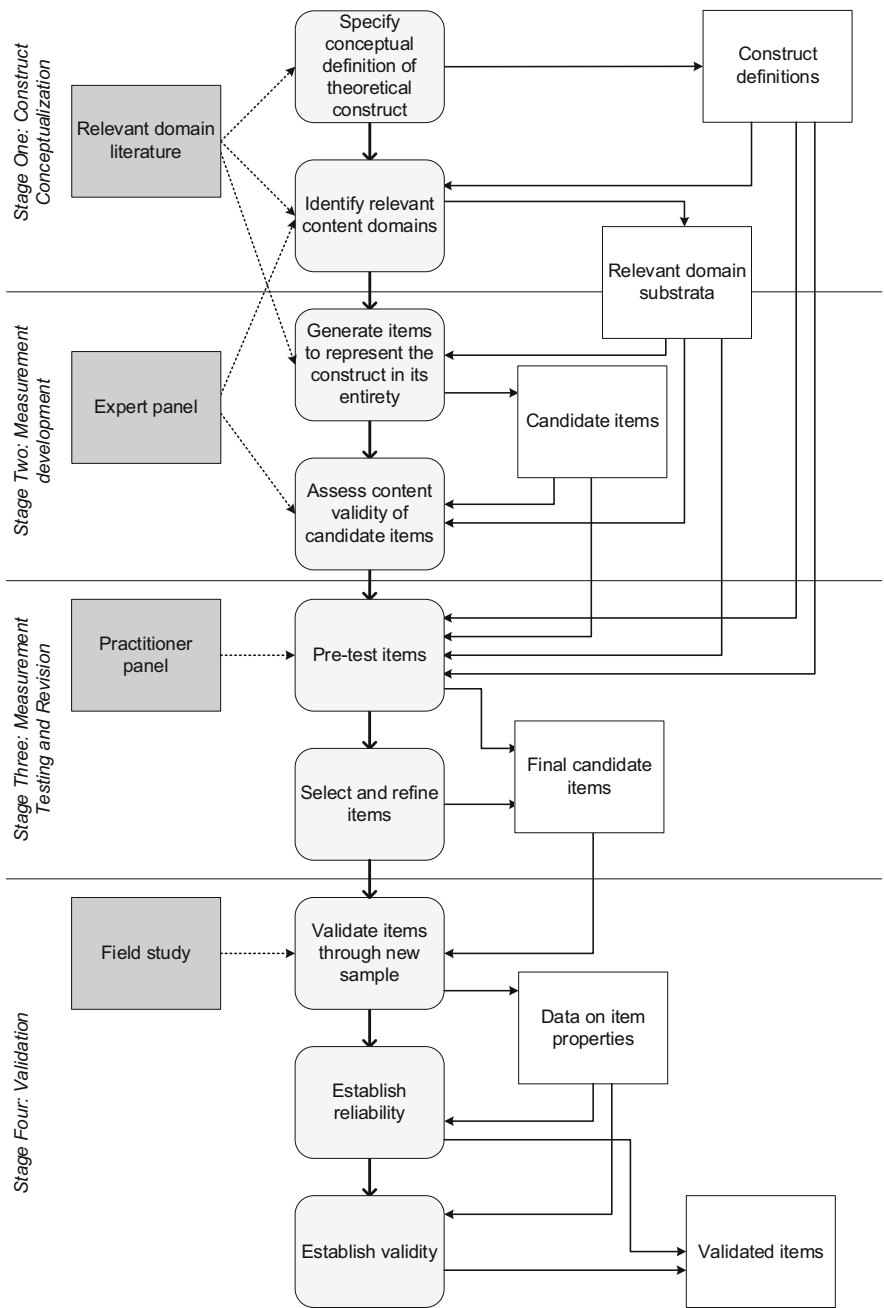 Stage One: Construct
Conceptualization
Relevant domain
literature
Specify
conceptual
definition of
theoretical
construct
Construct
definitions
Identify relevant
content domains
Relevant domain
substrata
Stage Two: Measurement
development
Expert panel
Generate items
to represent the
construct in its
entirety
Candidate items
Assess content
validity of
candidate items
Stage Three: Measurement
Testing and Revision
Practitioner
panel
Pre-test items
Select and refine
items
Final candidate
items
Stage Four: Validation
Field study
Validate items
through new
sample
Data on item
properties
Establish
reliability
Establish validity
Validated items